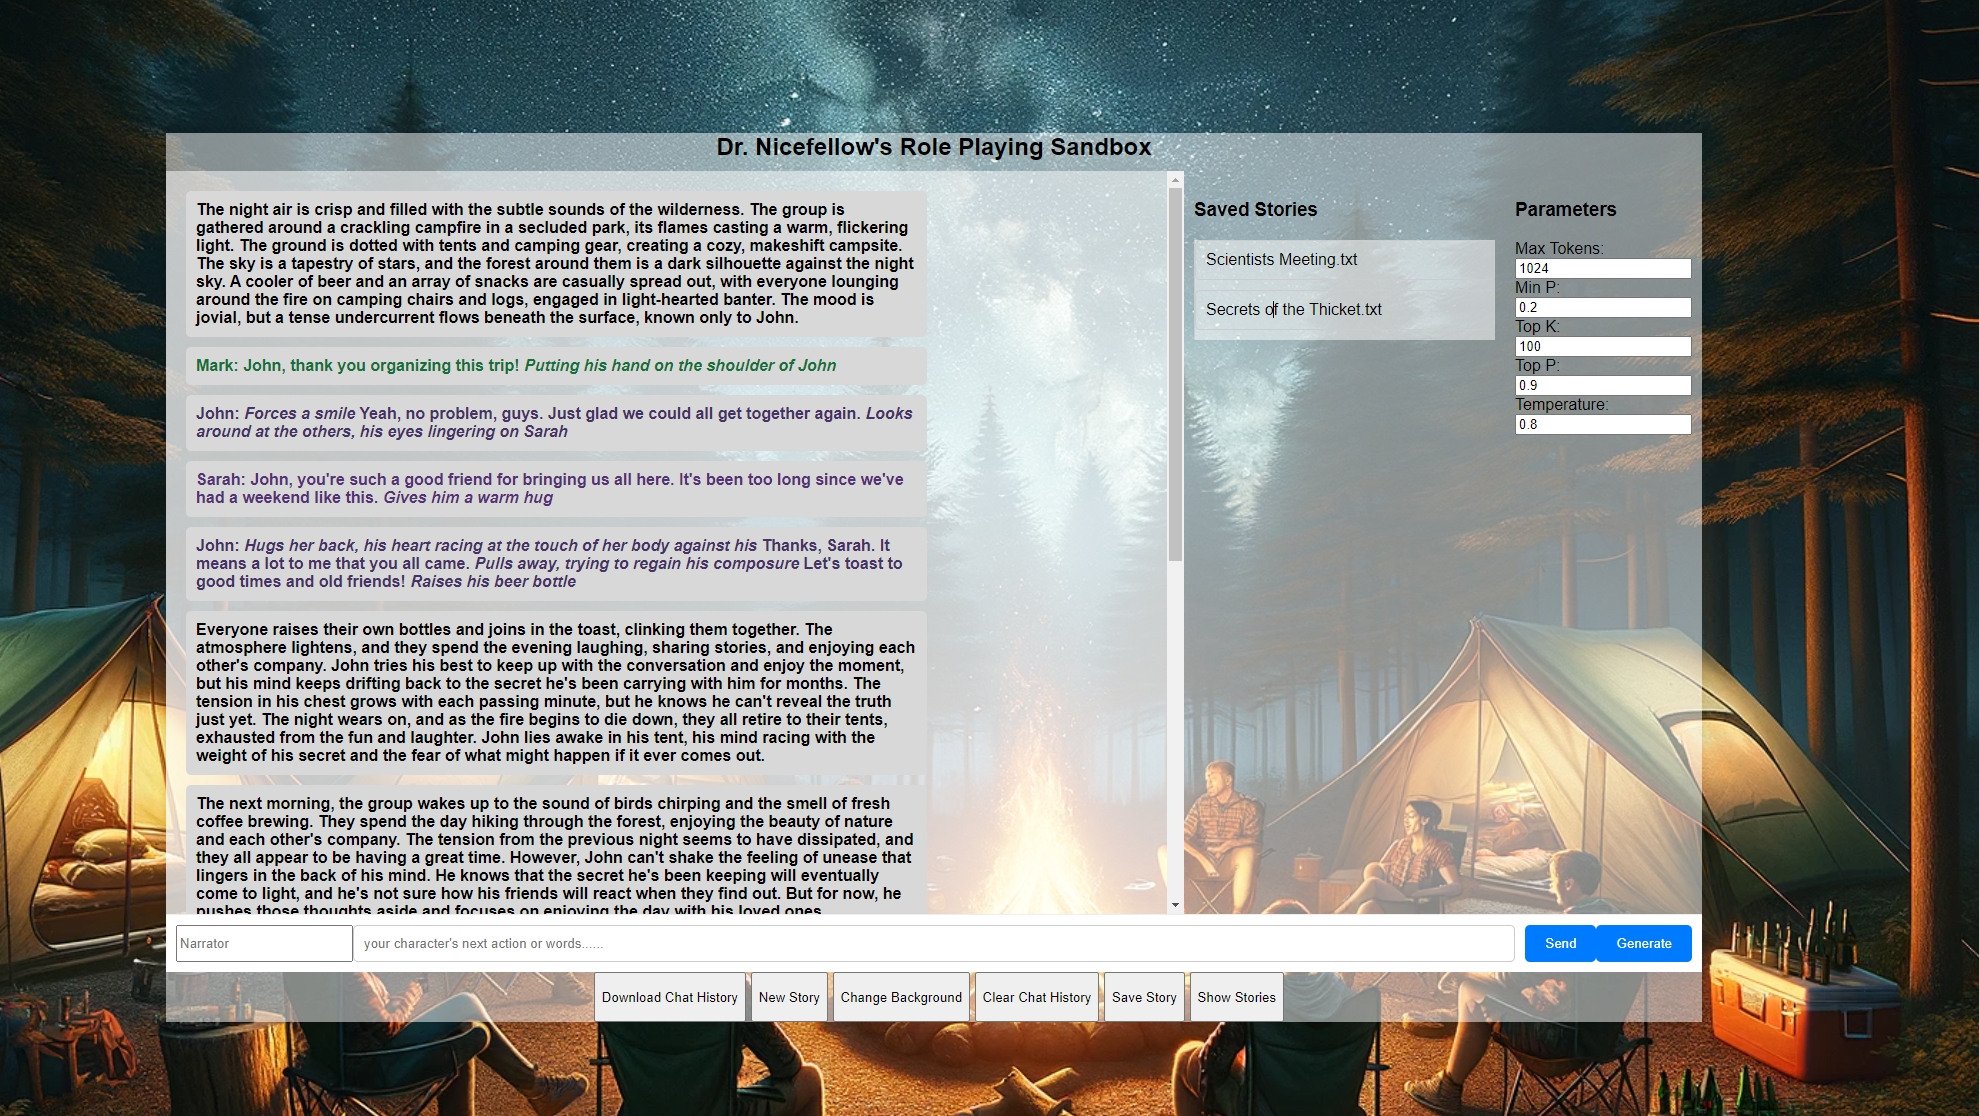 Dr. Nicefellow's Role Playing Sandbox
The night air is crisp and filled with the subtle sounds of the wilderness. The group is
gathered around a crackling campfire in a secluded park, its flames casting a warm, flickering
light. The ground is dotted with tents and camping gear, creating a cozy, makeshift campsite.
The sky is a tapestry of stars, and the forest around them is a dark silhouette against the night
sky. A cooler of beer and an array of snacks are casually spread out, with everyone lounging
around the fire on camping chairs and logs, engaged in light-hearted banter. The mood is
jovial, but a tense undercurrent flows beneath the surface, known only to John.
Mark: John, thank you organizing this trip! Putting his hand on the shoulder of John
John: Forces a smile Yeah, no problem, guys. Just glad we could all get together again. Looks
around at the others, his eyes lingering on Sarah
Sarah: John, you're such a good friend for bringing us all here. It's been too long since we've
had a weekend like this. Gives him a warm hug
John: Hugs her back, his heart racing at the touch of her body against his Thanks, Sarah. It
means a lot to me that you all came. Pulls away, trying to regain his composure Let's toast to
good times and old friends! Raises his beer bottle
Everyone raises their own bottles and joins in the toast, clinking them together. The
atmosphere lightens, and they spend the evening laughing, sharing stories, and enjoying each
other's company. John tries his best to keep up with the conversation and enjoy the moment,
but his mind keeps drifting back to the secret he's been carrying with him for months. The
tension in his chest grows with each passing minute, but he knows he can't reveal the truth
just yet. The night wears on, and as the fire begins to die down, they all retire to their tents,
exhausted from the fun and laughter. John lies awake in his tent, his mind racing with the
weight of his secret and the fear of what might happen if it ever comes out.
The next morning, the group wakes up to the sound of birds chirping and the smell of fresh
coffee brewing. They spend the day hiking through the forest, enjoying the beauty of nature
and each other's company. The tension from the previous night seems to have dissipated, and
they all appear to be having a great time. However, John can't shake the feeling of unease that
lingers in the back of his mind. He knows that the secret he's been keeping will eventually
come to light, and he's not sure how his friends will react when they find out. But for now, he
pushes those thoughts aside and focuses on enjoying the day with his loved ones.
Saved Stories
Scientists Meeting.txt
Secrets of the Thicket.txt
Parameters
Max Tokens:
1024
Min P:
0.2
Top K:
100
Top P:
0.9
Temperature:
0.8
Narrator
your character's next action or words......
Send
Generate
Download Chat History
New Story
Change Background
Clear Chat History
Save Story
Show Stories